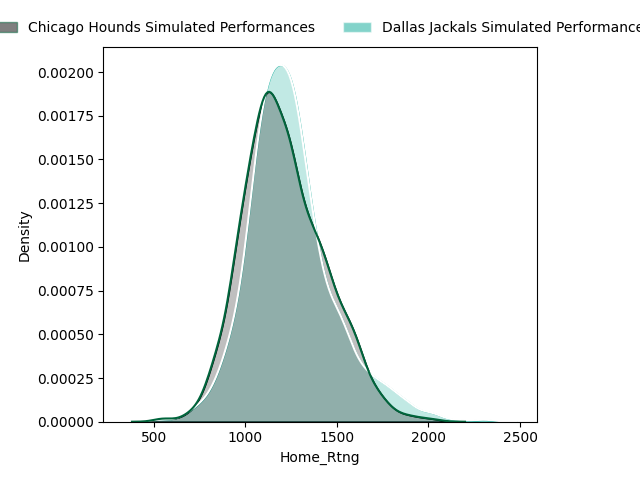 Chicago Hounds Simulated Performances
Dallas Jackals Simulated Performance
0.00200
0.00175
0.00150
0.00125
0.00100
0.00075
0.00050
0.00025
0.00000
Density
500 1000 1500 2000 2500
Home_Rtng